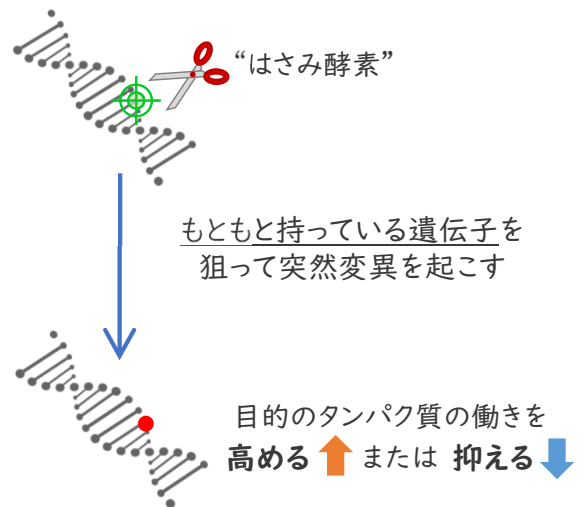 “はさみ酵素”
もともと持っている遺伝子を
狙って突然変異を起こす
目的のタンパク質の働きを
高める または 抑える